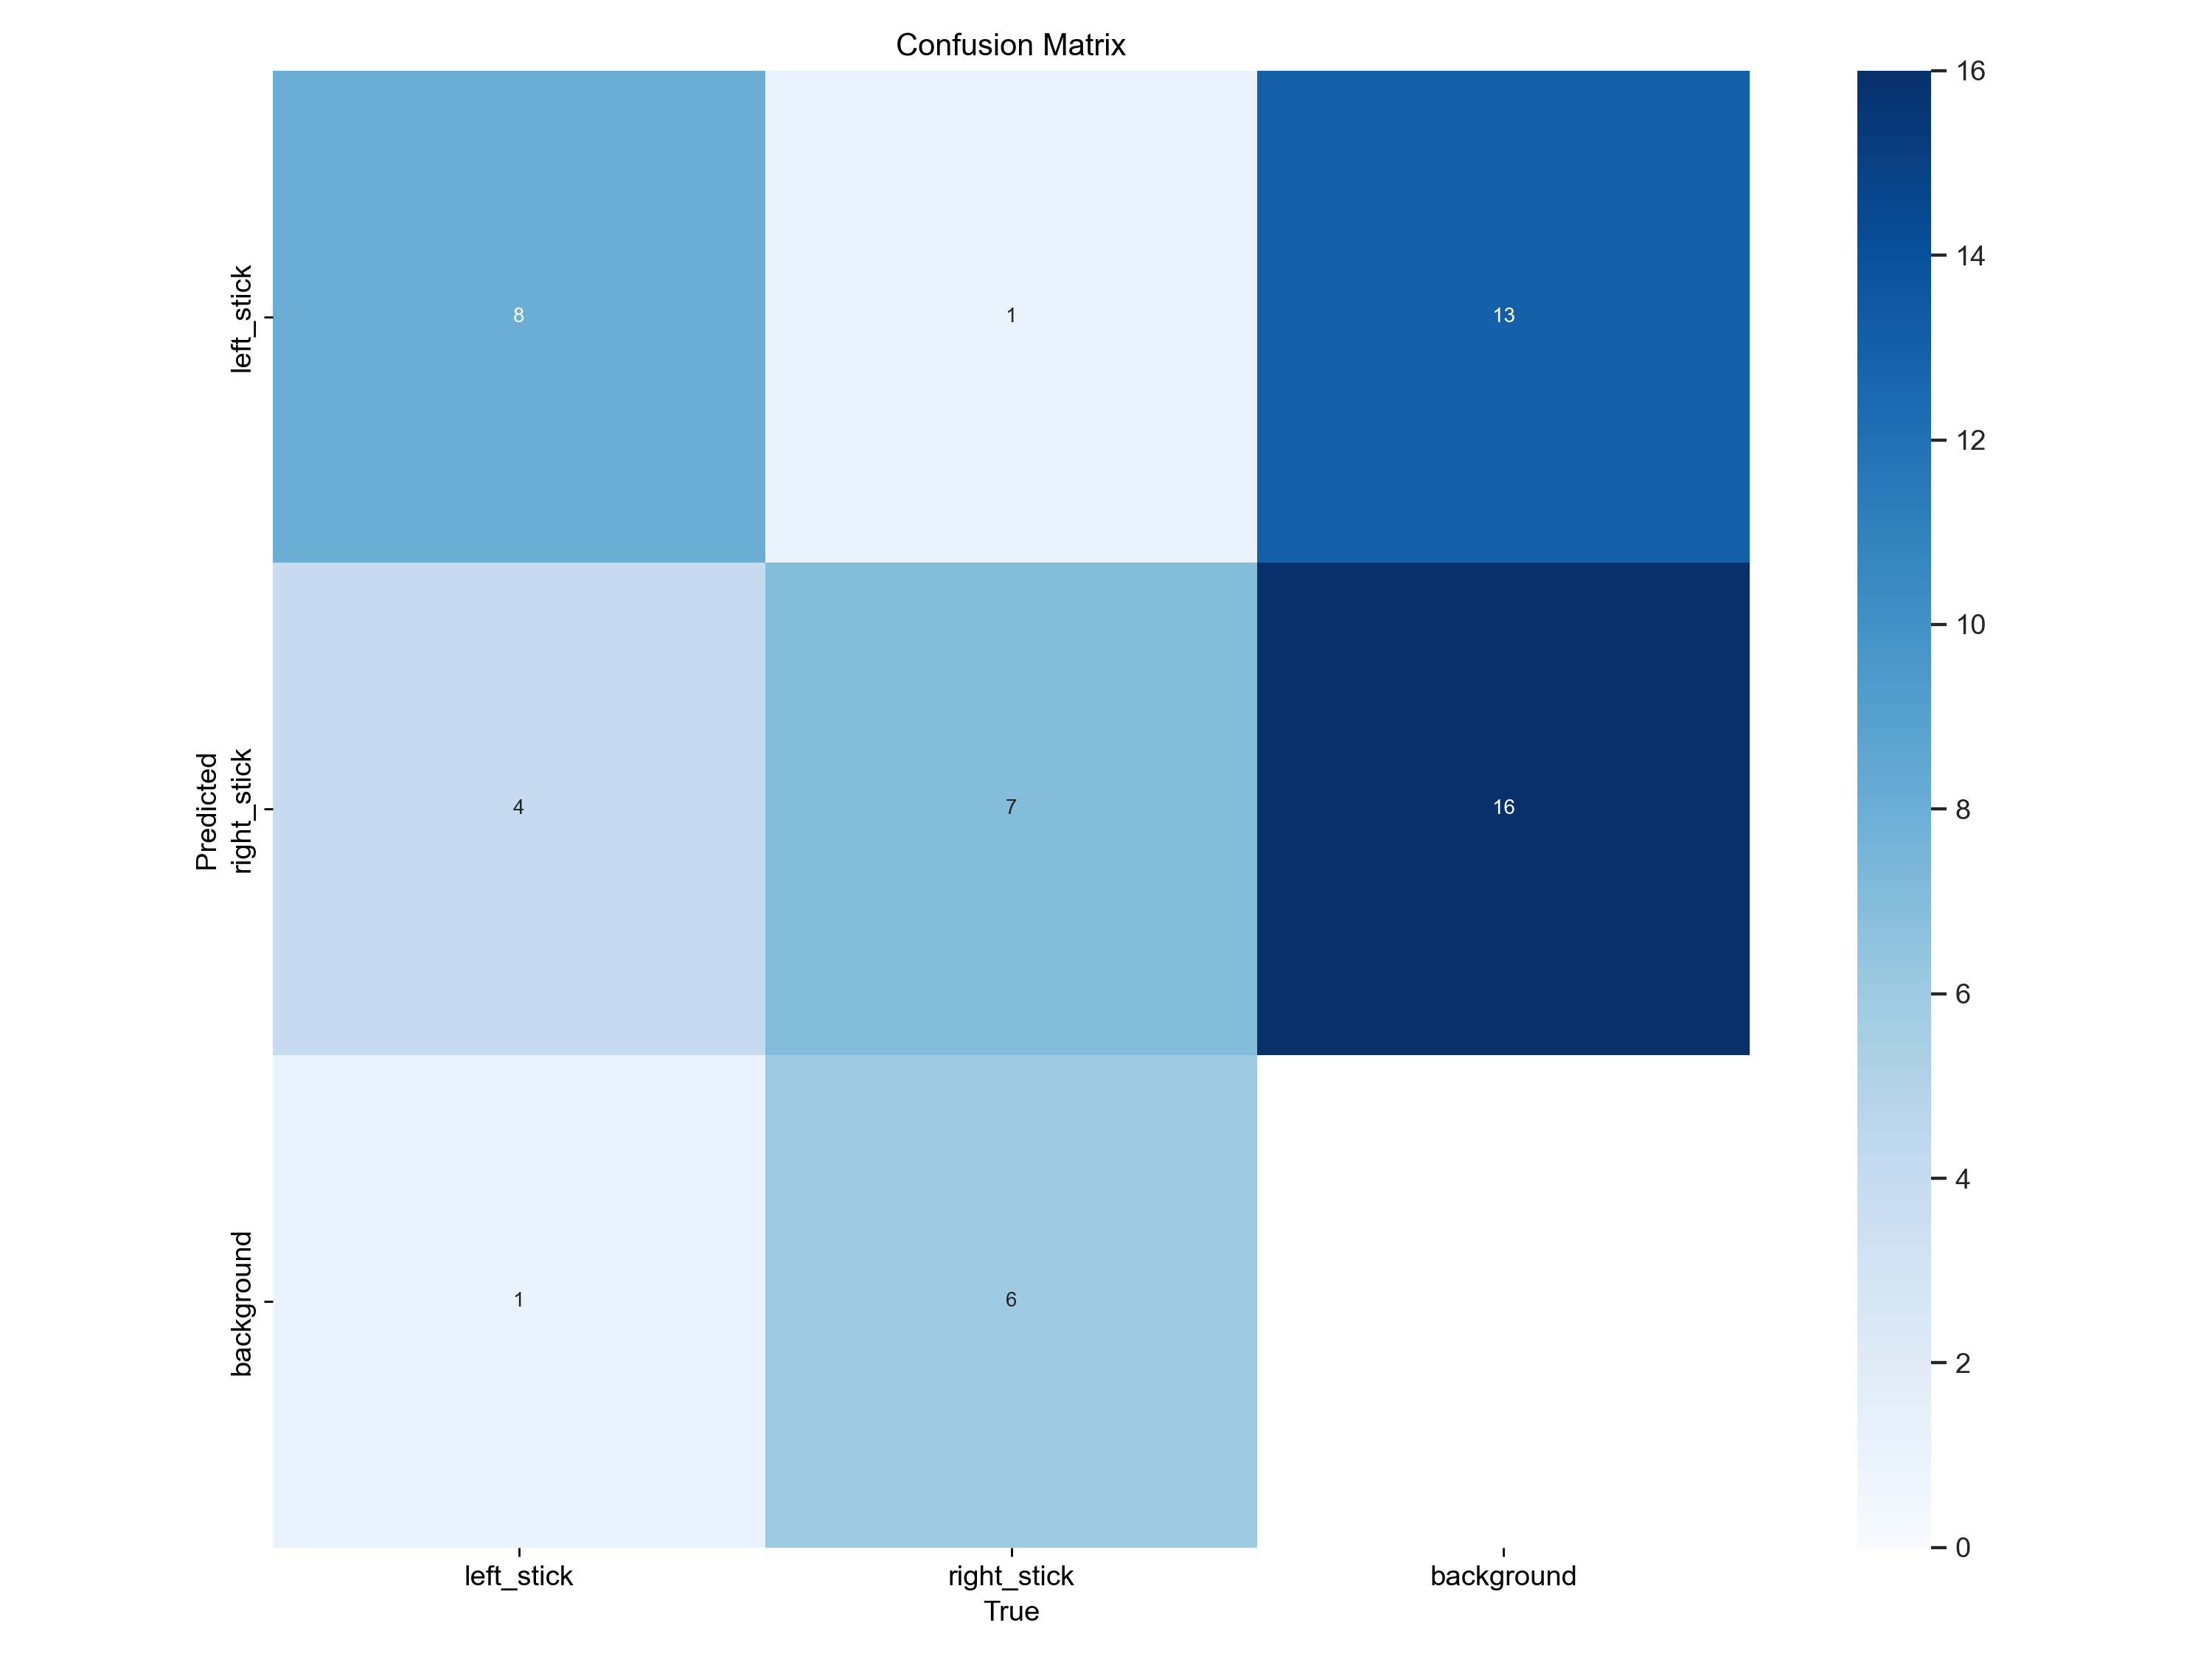 Confusion Matrix
left_stick
8
1
13
Predicted
right_stick
4
7
16
background
1
6
left_stick
right_stick
background
True
16
14
12
10
8
6
4
2
0